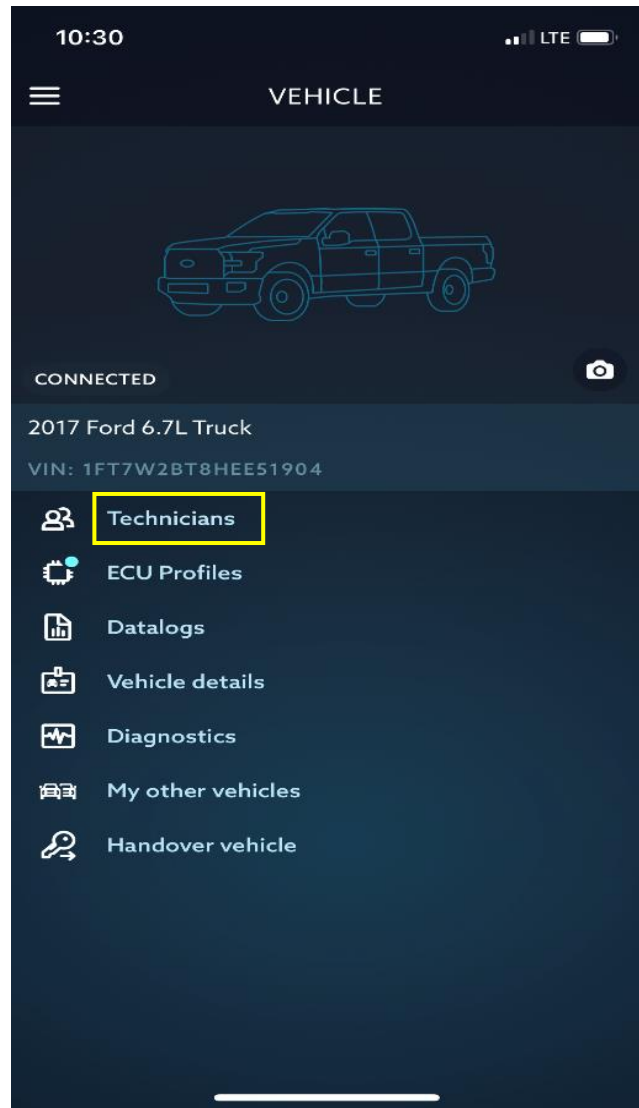 10:30
LTE
VEHICLE
CONNECTED
2017 Ford 6.7L Truck
VIN: 1FT7W2BT8HEE51904
Technicians
ECU Profiles
Datalogs
Vehicle details
Diagnostics
My other vehicles
Handover vehicle